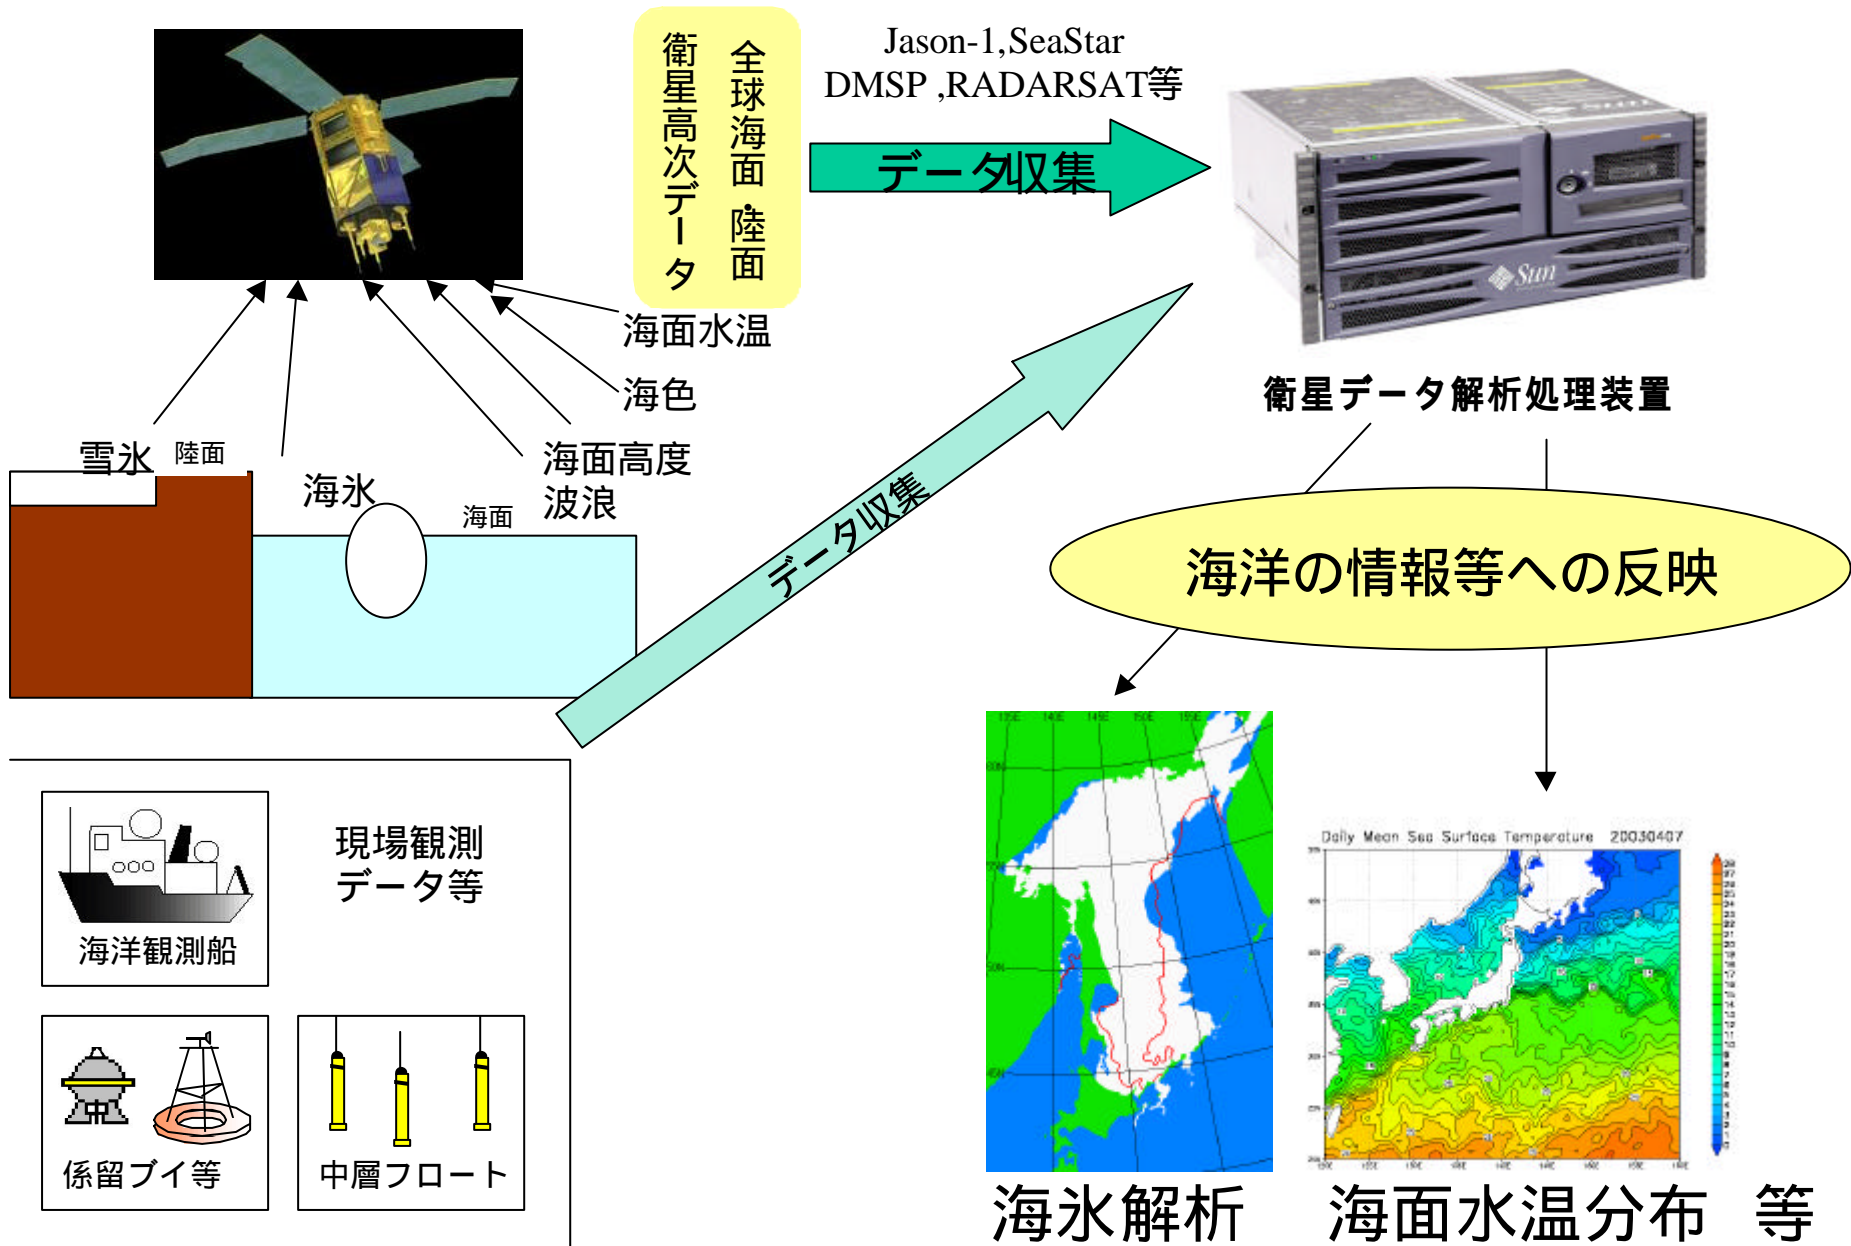 衛星高次データ
全球海面・陸面
Jason-1,SeaStar
DMSP ,RADARSAT等
データ収集
Sun
衛星データ解析処理装置
海面水温
海色
海面高度
波浪
雪氷
陸面
海氷
海面
データ収集
海洋の情報等への反映
現場観測
データ等
海洋観測船
係留ブイ等
中層フロート
135E 140E 145E 150E 155E
Daily Mean Sea Surface Temperature 20030407
海氷解析
海面水温分布 等